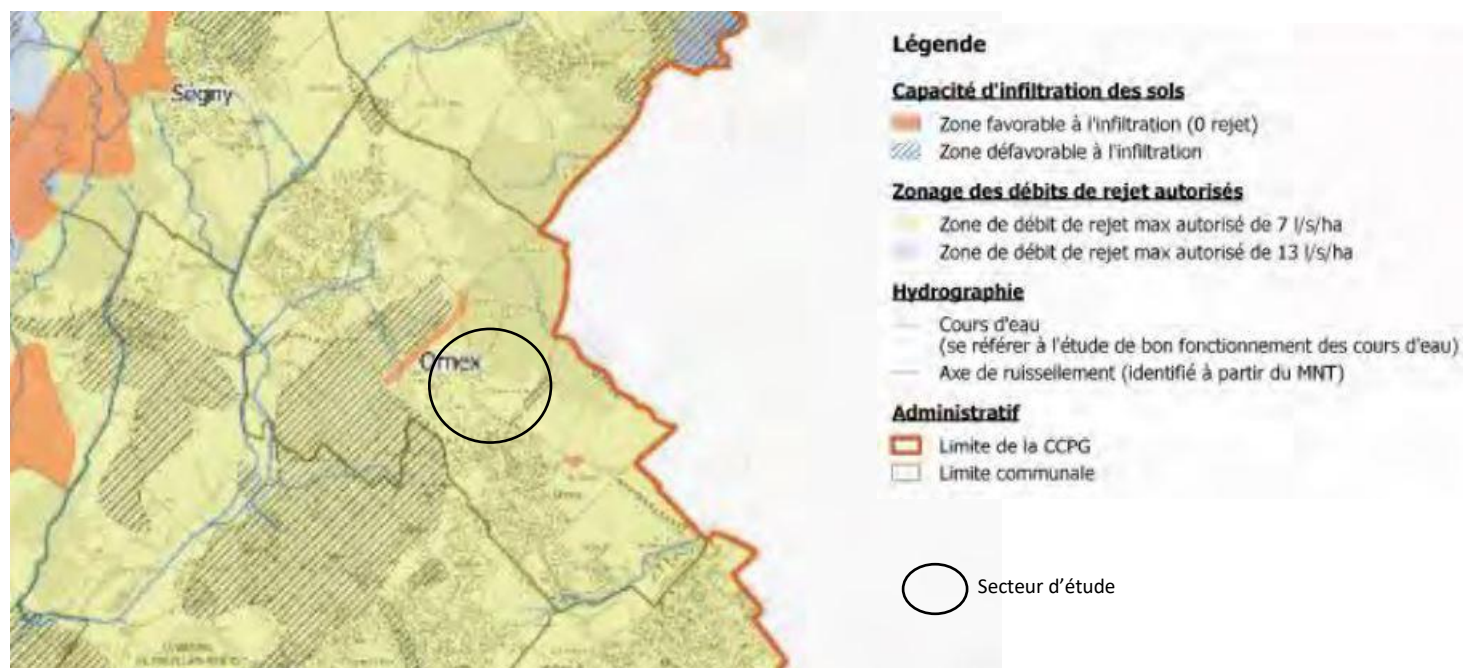 Ségny
Ornex
Légende
Capacité d'infiltration des sols
Zone favorable à l'infiltration (0 rejet)
Zone défavorable à l'infiltration
Zonage des débits de rejet autorisés
Zone de débit de rejet max autorisé de 7 l/s/ha
Zone de débit de rejet max autorisé de 13 l/s/ha
Hydrographie
Cours d'eau
(se référer à l'étude de bon fonctionnement des cours d'eau)
Axe de ruissellement (identifié à partir du MNT)
Administratif
Limite de la CCPG
Limite communale
Secteur d'étude